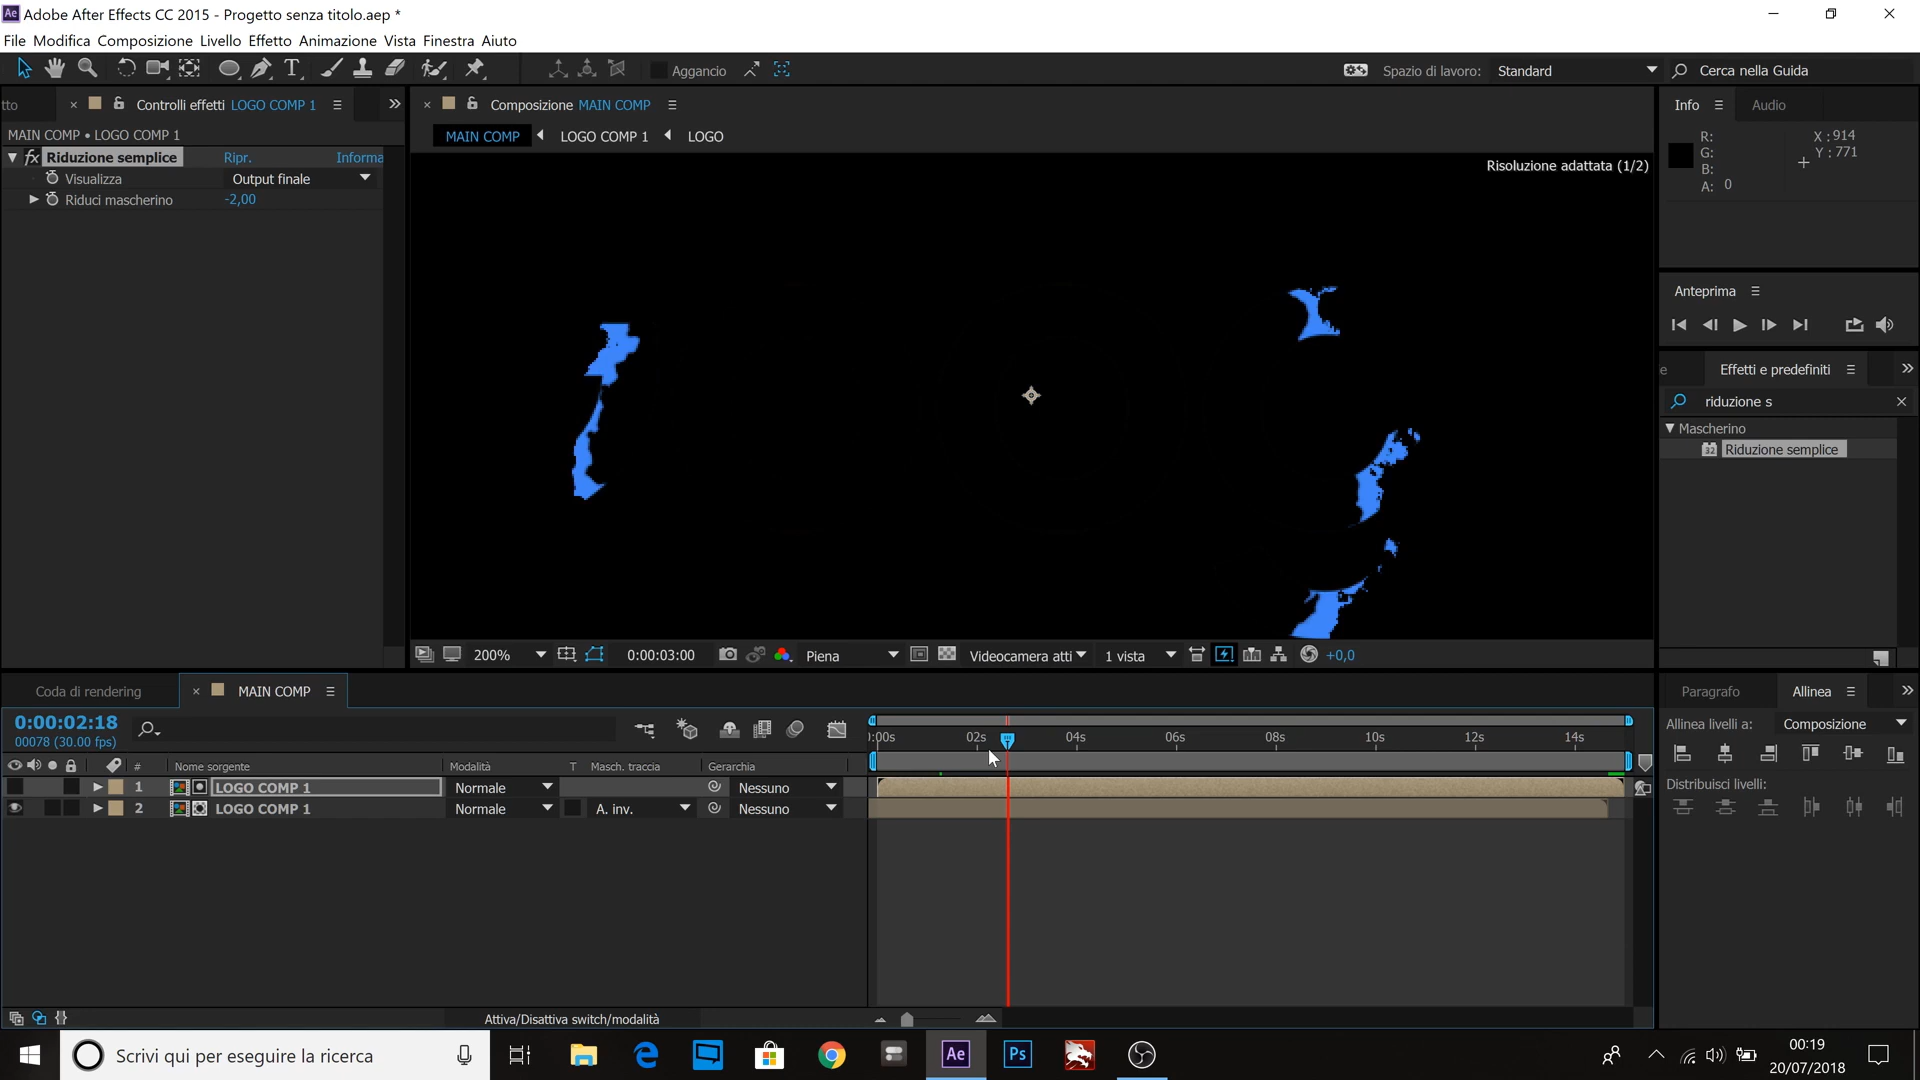 Adobe After Effects CC 2015 - Progetto senza titolo.aep *
File Modifica Composizione Livello Effetto Animazione Vista Finestra Aiuto
Aggancio
Spazio di lavoro: Standard
Cerca nella Guida
tto
Controlli effetti LOGO COMP 1
MAIN COMP • LOGO COMP 1
fx Riduzione semplice Ripr. Informa
Visualizza Output finale
Riduci mascherino -2,00
Composizione MAIN COMP
MAIN COMP LOGO COMP 1 LOGO
Risoluzione adattata (1/2)
200% 0:00:03:00 Piena Videocamera atti 1 vista +0,0
Info Audio
R: X : 914
G: Y : 771
B:
A: 0
Anteprima
e Effetti e predefiniti
riduzione s
Mascherino
32 Riduzione semplice
Coda di rendering MAIN COMP
0:00:02:18
00078 (30.00 fps)
):00s 02s 04s 06s 08s 10s 12s 14s
# Nome sorgente Modalità T Masch. traccia Gerarchia
1 LOGO COMP 1 Normale Nessuno
2 LOGO COMP 1 Normale A. inv. Nessuno
Attiva/Disattiva switch/modalità
Paragrafo Allinea
Allinea livelli a: Composizione
Distribuisci livelli:
Scrivi qui per eseguire la ricerca
Ae
Ps
00:19
20/07/2018